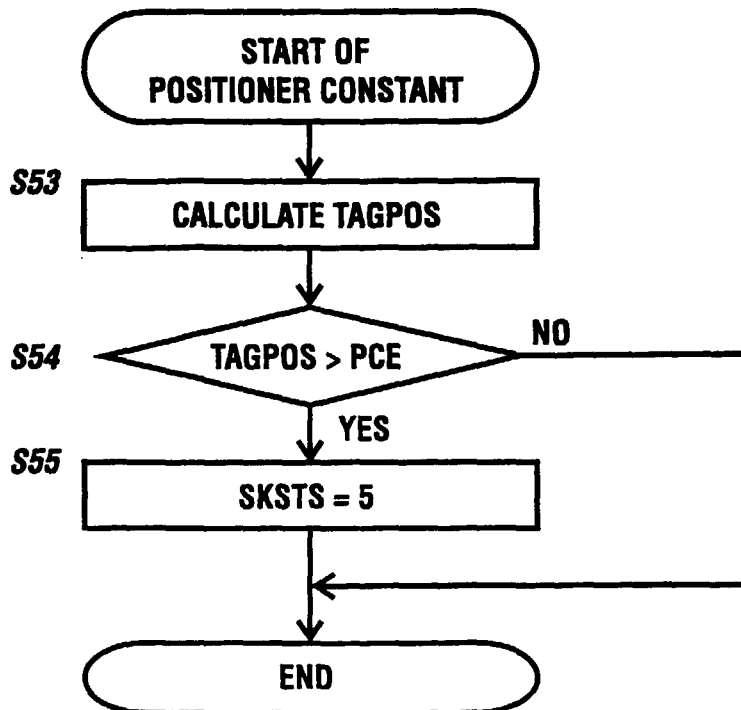 START OF
POSITIONER CONSTANT
S53
CALCULATE TAGPOS
S54
TAGPOS > PCE
NO
YES
S55
SKSTS = 5
END